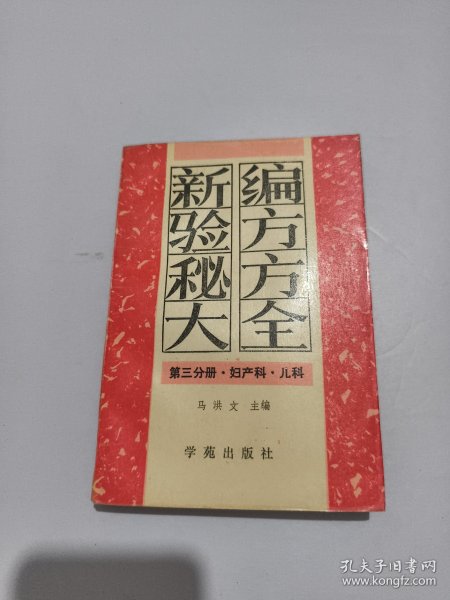 新编
验方
秘方
大全
第三分册·妇产科·儿科
马洪文 主编
学苑出版社
孔夫子旧书网
www.kongfz.com